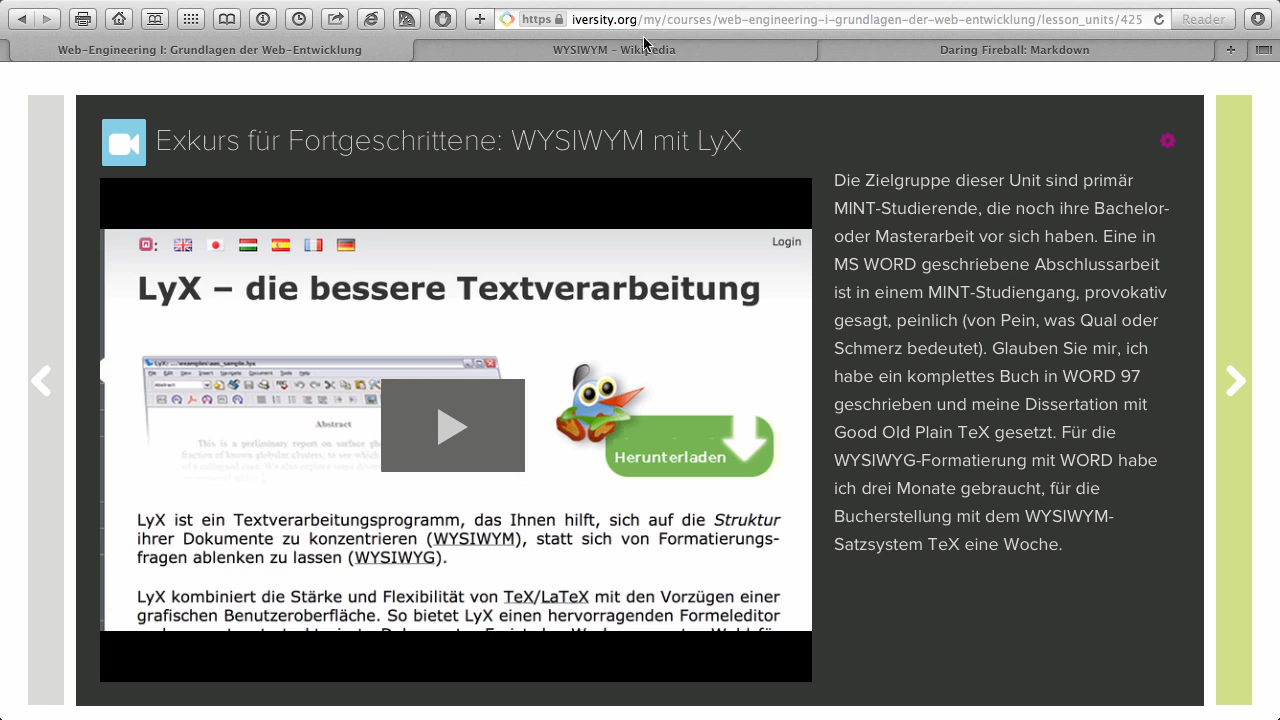 https iversity.org/my/courses/web-engineering-i-grundlagen-der-web-entwicklung/lesson_units/425 Reader
Web-Engineering I: Grundlagen der Web-Entwicklung WYSIWYM – Wikipedia Daring Fireball: Markdown
Exkurs für Fortgeschrittene: WYSIWYM mit LyX
Login
LyX – die bessere Textverarbeitung
Abstract
Herunterladen
LyX ist ein Textverarbeitungsprogramm, das Ihnen hilft, sich auf die Struktur
ihrer Dokumente zu konzentrieren (WYSIWYM), statt sich von Formatierungs-
fragen ablenken zu lassen (WYSIWYG).
LyX kombiniert die Stärke und Flexibilität von TeX/LaTeX mit den Vorzügen einer
grafischen Benutzeroberfläche. So bietet LyX einen hervorragenden Formeleditor
Die Zielgruppe dieser Unit sind primär
MINT-Studierende, die noch ihre Bachelor-
oder Masterarbeit vor sich haben. Eine in
MS WORD geschriebene Abschlussarbeit
ist in einem MINT-Studiengang, provokativ
gesagt, peinlich (von Pein, was Qual oder
Schmerz bedeutet). Glauben Sie mir, ich
habe ein komplettes Buch in WORD 97
geschrieben und meine Dissertation mit
Good Old Plain TeX gesetzt. Für die
WYSIWYG-Formatierung mit WORD habe
ich drei Monate gebraucht, für die
Bucherstellung mit dem WYSIWYM-
Satzsystem TeX eine Woche.